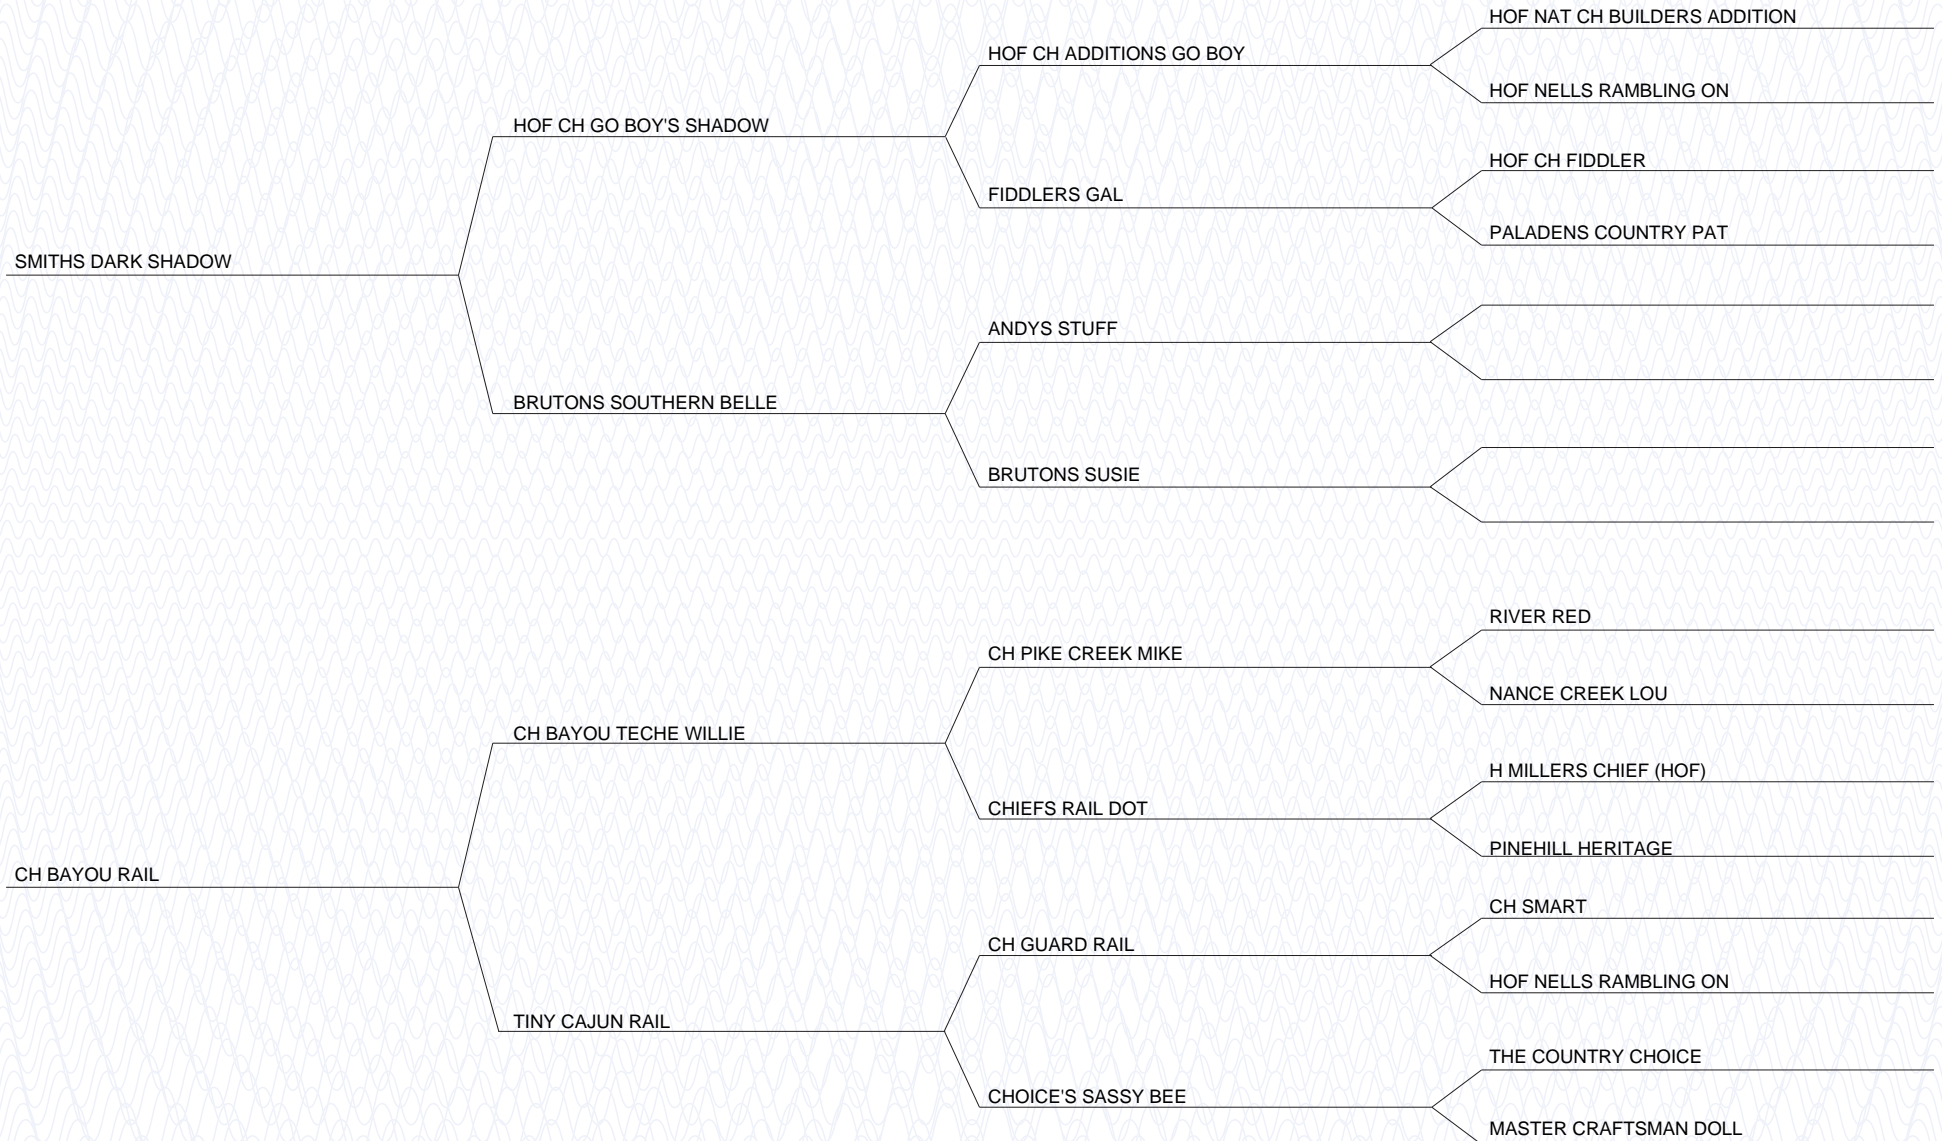 HOF NAT CH BUILDERS ADDITION
HOF CH ADDITIONS GO BOY
HOF NELLS RAMBLING ON
HOF CH GO BOY'S SHADOW
HOF CH FIDDLER
FIDDLERS GAL
PALADENS COUNTRY PAT
SMITHS DARK SHADOW
ANDYS STUFF
BRUTONS SOUTHERN BELLE
BRUTONS SUSIE
RIVER RED
CH PIKE CREEK MIKE
NANCE CREEK LOU
CH BAYOU TECHE WILLIE
H MILLERS CHIEF (HOF)
CHIEFS RAIL DOT
PINEHILL HERITAGE
CH BAYOU RAIL
CH SMART
CH GUARD RAIL
HOF NELLS RAMBLING ON
TINY CAJUN RAIL
THE COUNTRY CHOICE
CHOICE'S SASSY BEE
MASTER CRAFTSMAN DOLL